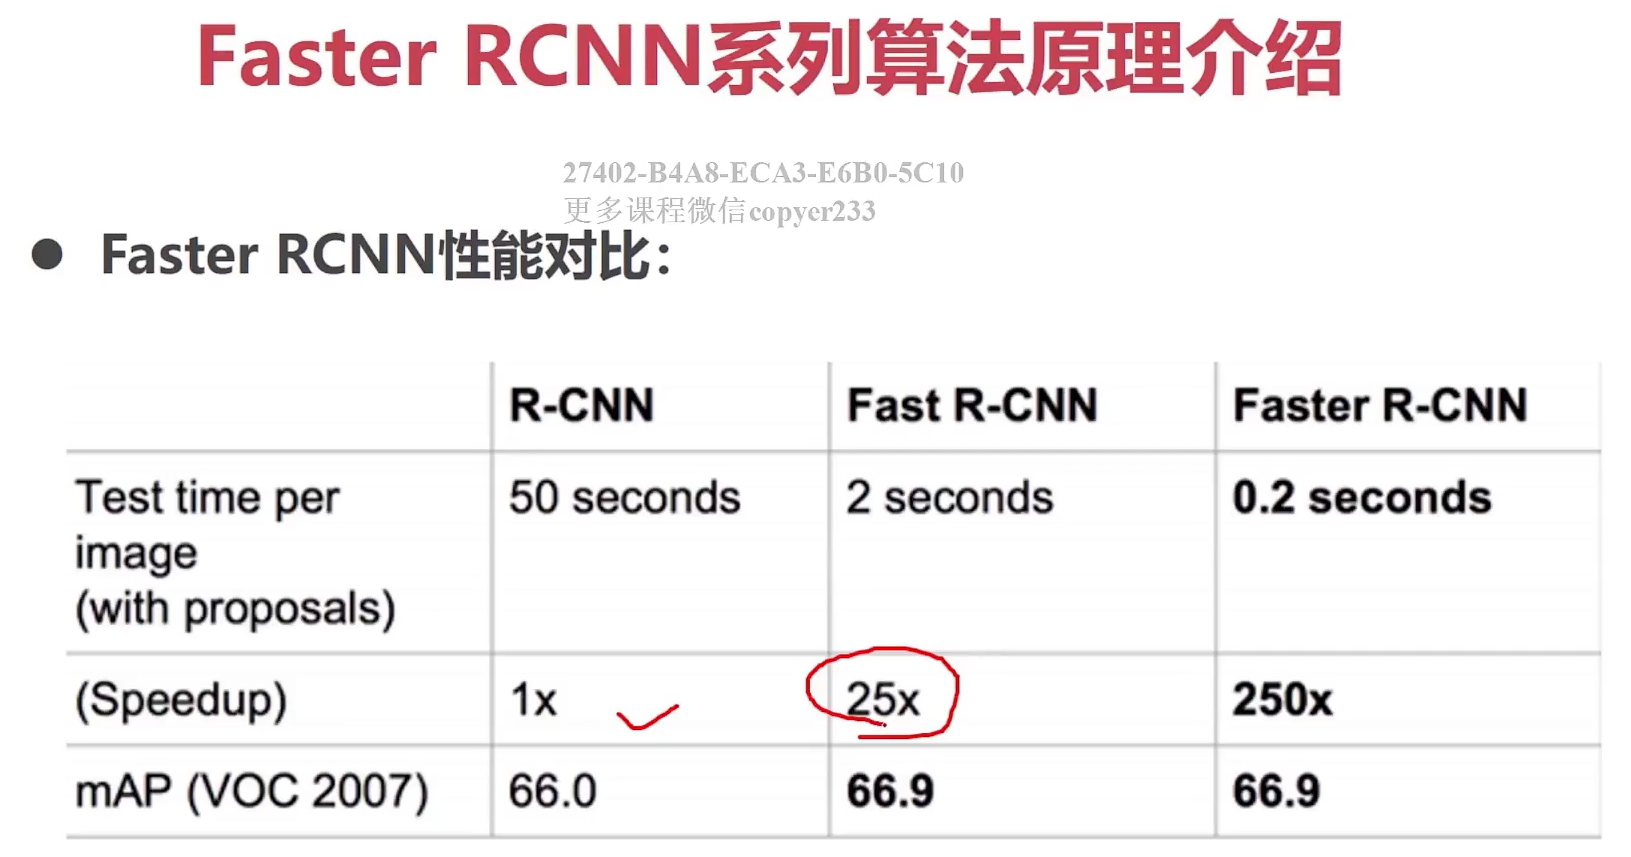 Faster RCNN系列算法原理介绍
27402-B4A8-ECA3-E6B0-5C10
更多课程微信copyer233
● Faster RCNN性能对比：
R-CNN Fast R-CNN Faster R-CNN
Test time per image (with proposals) 50 seconds 2 seconds 0.2 seconds
(Speedup) 1x 25x 250x
mAP (VOC 2007) 66.0 66.9 66.9